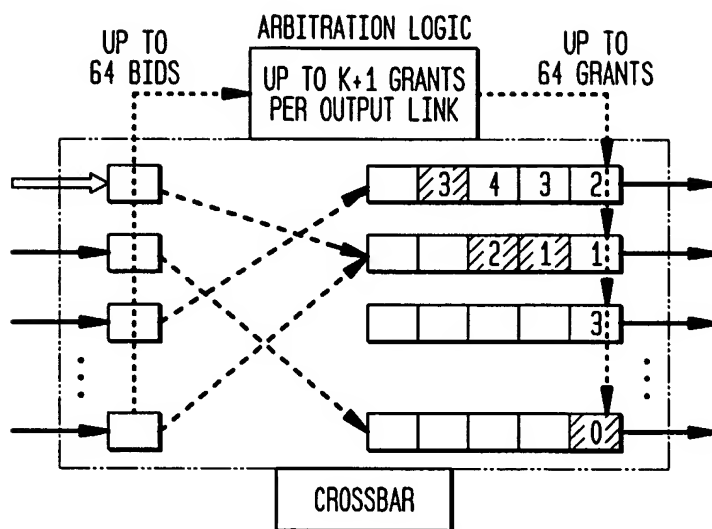 ARBITRATION LOGIC
UP TO
64 BIDS
UP TO K+1 GRANTS
PER OUTPUT LINK
UP TO
64 GRANTS
3 4 3 2
2 1 1
3
0
CROSSBAR